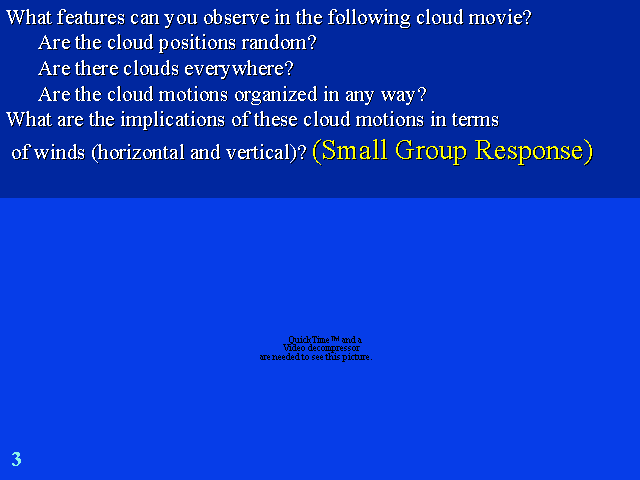 What features can you observe in the following cloud movie?
Are the cloud positions random?
Are there clouds everywhere?
Are the cloud motions organized in any way?
What are the implications of these cloud motions in terms
of winds (horizontal and vertical)? (Small Group Response)
QuickTime™ and a
Video decompressor
are needed to see this picture.
3